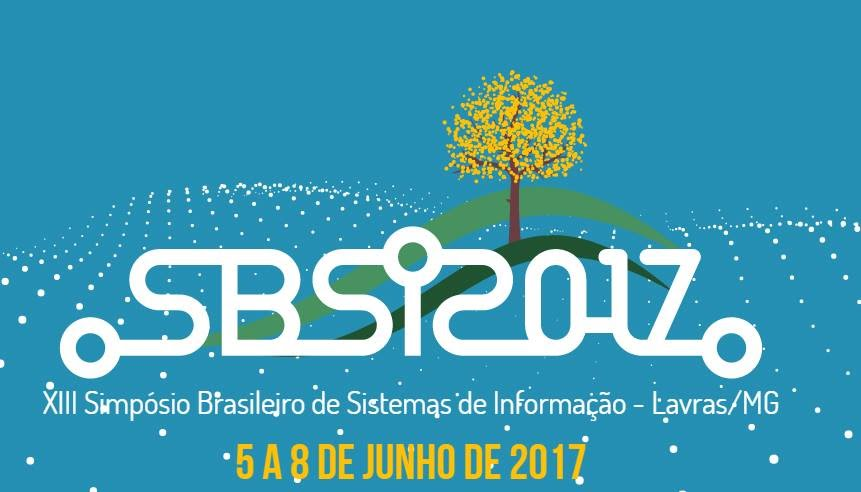 SBSI2017
XIII Simpósio Brasileiro de Sistemas de Informação - Lavras/MG
5 A 8 DE JUNHO DE 2017